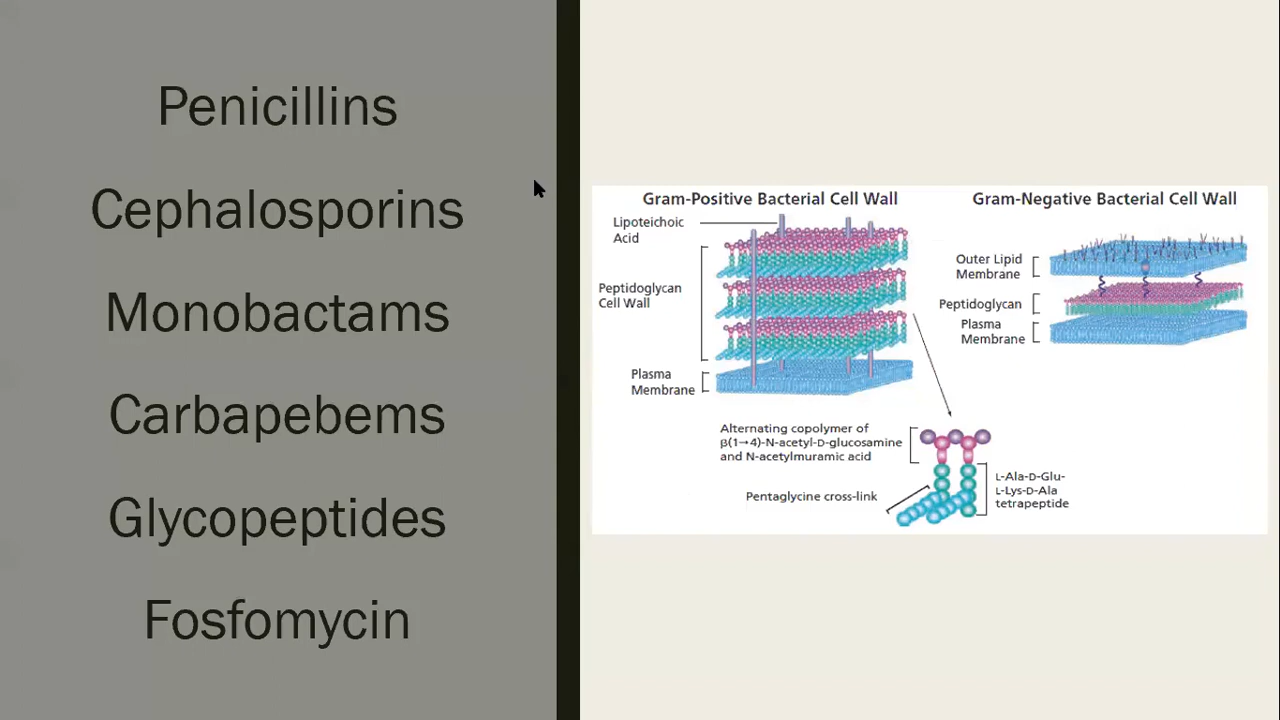 Penicillins
Cephalosporins
Monobactams
Carbapebems
Glycopeptides
Fosfomycin
Gram-Positive Bacterial Cell Wall
Lipoteichoic
Acid
Peptidoglycan
Cell Wall
Plasma
Membrane
Gram-Negative Bacterial Cell Wall
Outer Lipid
Membrane
Peptidoglycan
Plasma
Membrane
Alternating copolymer of
β(1→4)-N-acetyl-D-glucosamine
and N-acetylmuramic acid
Pentaglycine cross-link
L-Ala-D-Glu-
L-Lys-D-Ala
tetrapeptide